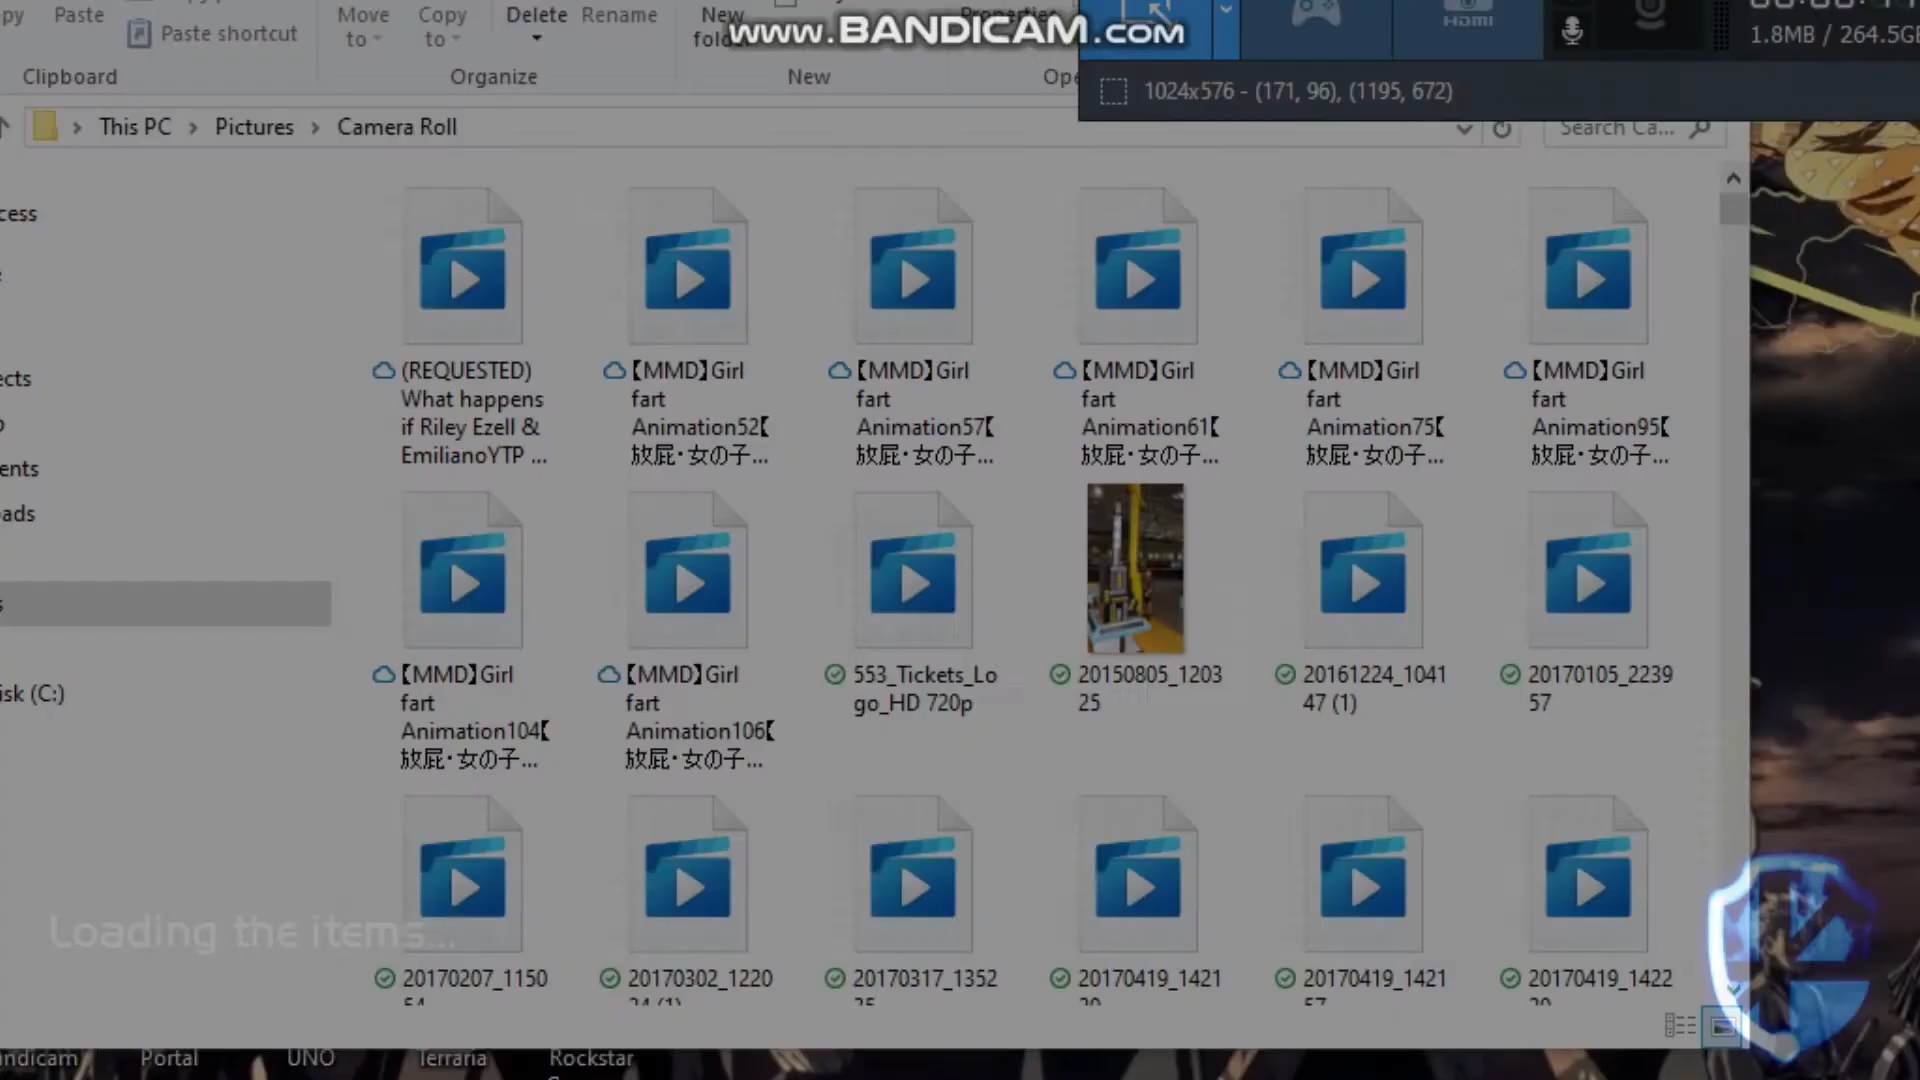 Paste
Paste shortcut
Move
to
Copy
to
Delete
Rename
New
Clipboard
Organize
New
www.BANDICAM.com
HDMI
1.8MB / 264.5G
1024x576 - (171, 96), (1195, 672)
This PC > Pictures > Camera Roll
Search Ca...
(REQUESTED)
What happens
if Riley Ezell &
EmilianoYTP ...
【MMD】Girl
fart
Animation52【
放屁・女の子...
【MMD】Girl
fart
Animation57【
放屁・女の子...
【MMD】Girl
fart
Animation61【
放屁・女の子...
【MMD】Girl
fart
Animation75【
放屁・女の子...
【MMD】Girl
fart
Animation95【
放屁・女の子...
【MMD】Girl
fart
Animation104【
放屁・女の子...
【MMD】Girl
fart
Animation106【
放屁・女の子...
553_Tickets_Lo
go_HD 720p
20150805_1203
25
20161224_1041
47 (1)
20170105_2239
57
isk (C:)
Loading the items...
20170207_1150
20170302_1220
20170317_1352
20170419_1421
20170419_1421
20170419_1422
Portal
UNO
Terraria
Rockstar